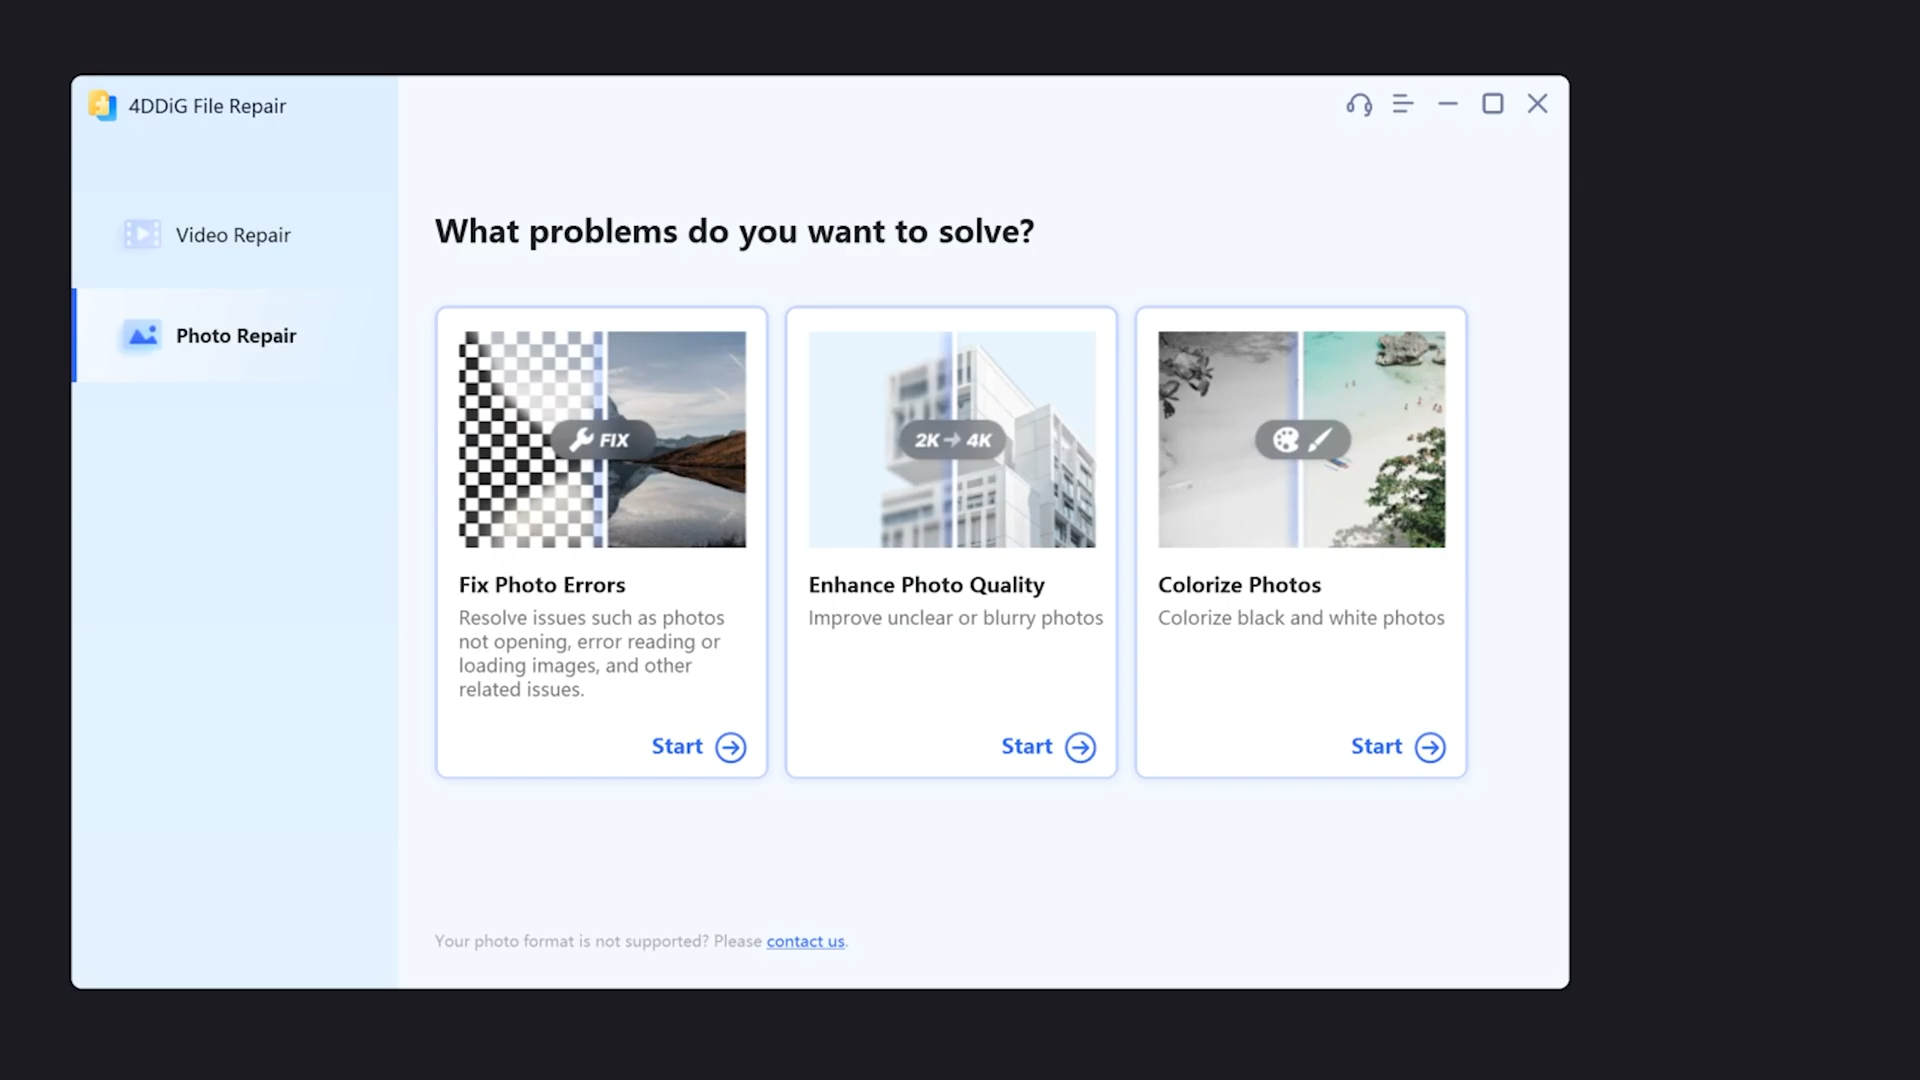 4DDiG File Repair
Video Repair
Photo Repair
What problems do you want to solve?
FIX
2K → 4K
Fix Photo Errors
Resolve issues such as photos
not opening, error reading or
loading images, and other
related issues.
Start
Enhance Photo Quality
Improve unclear or blurry photos
Start
Colorize Photos
Colorize black and white photos
Start
Your photo format is not supported? Please contact us.